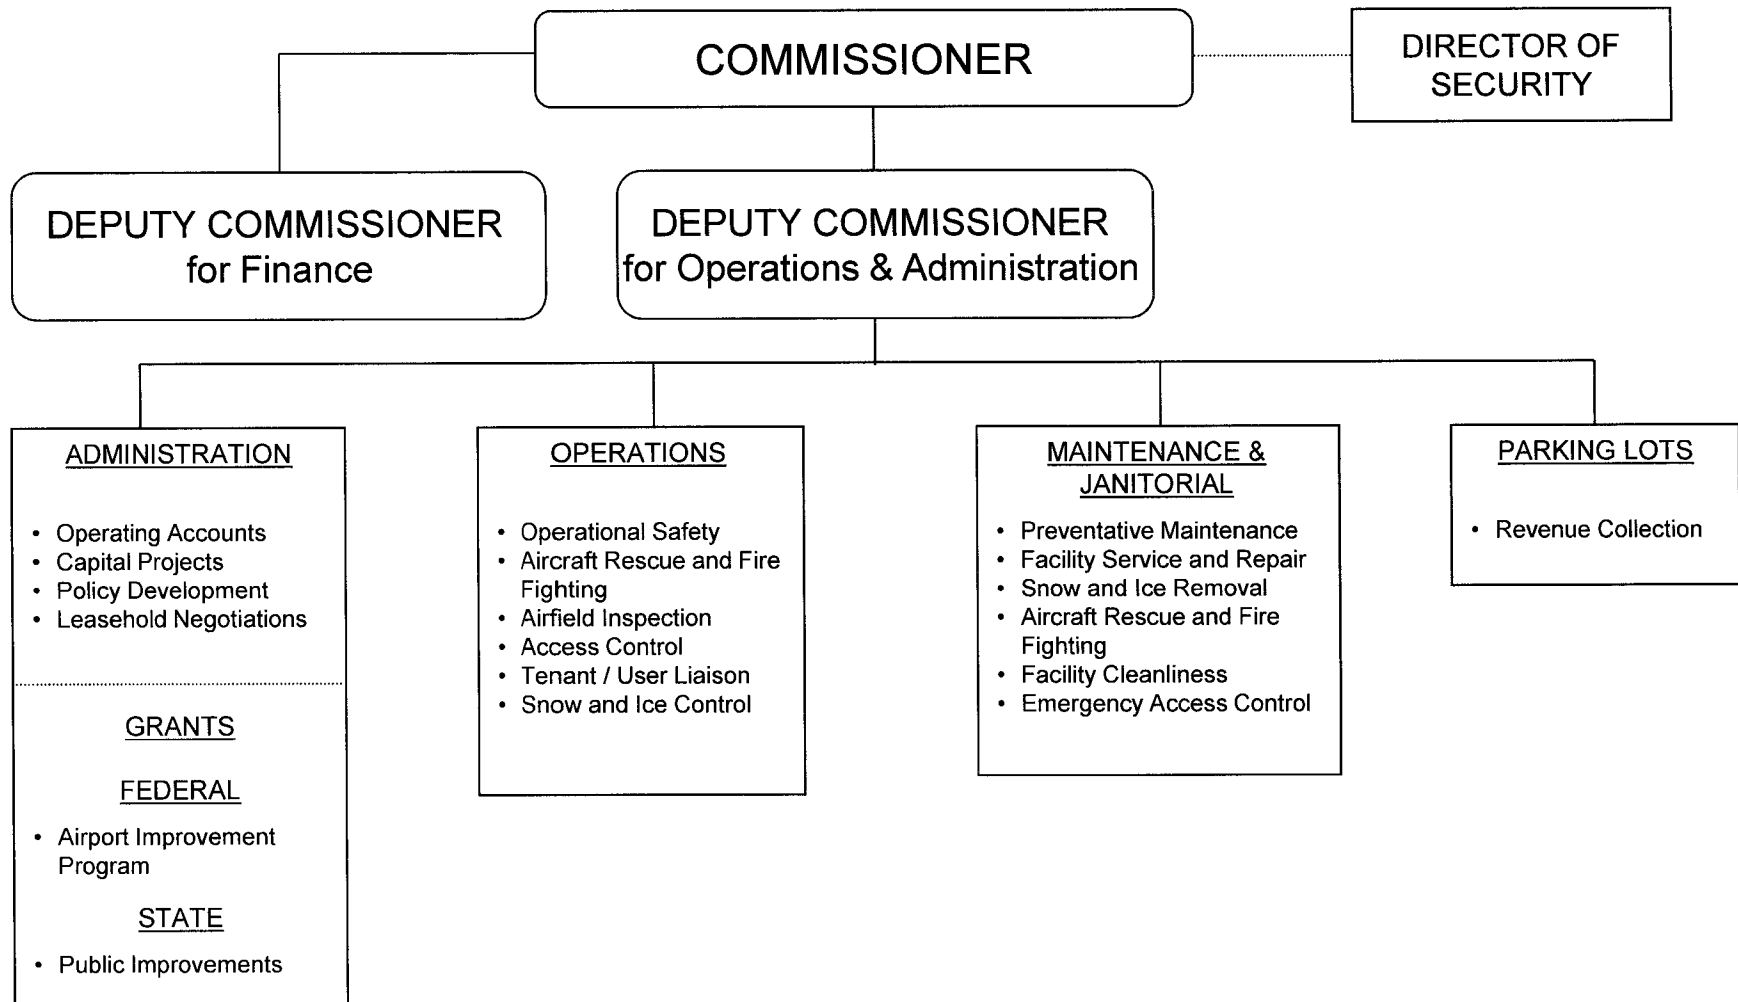 COMMISSIONER
DIRECTOR OF
SECURITY
DEPUTY COMMISSIONER
for Finance
DEPUTY COMMISSIONER
for Operations & Administration
ADMINISTRATION
• Operating Accounts
• Capital Projects
• Policy Development
• Leasehold Negotiations
GRANTS
FEDERAL
• Airport Improvement
Program
STATE
• Public Improvements
OPERATIONS
• Operational Safety
• Aircraft Rescue and Fire
Fighting
• Airfield Inspection
• Access Control
• Tenant / User Liaison
• Snow and Ice Control
MAINTENANCE &
JANITORIAL
• Preventative Maintenance
• Facility Service and Repair
• Snow and Ice Removal
• Aircraft Rescue and Fire
Fighting
• Facility Cleanliness
• Emergency Access Control
PARKING LOTS
• Revenue Collection